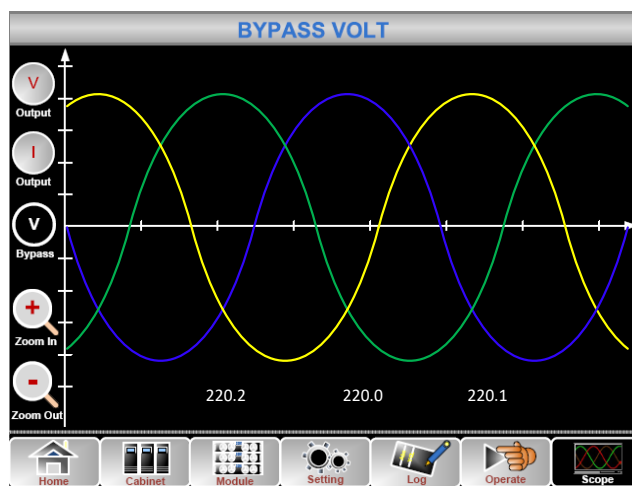 BYPASS VOLT
V
Output
I
Output
V
Bypass
+
Zoom In
-
Zoom Out
220.2 220.0 220.1
Home Cabinet Module Setting Log Operate Scope